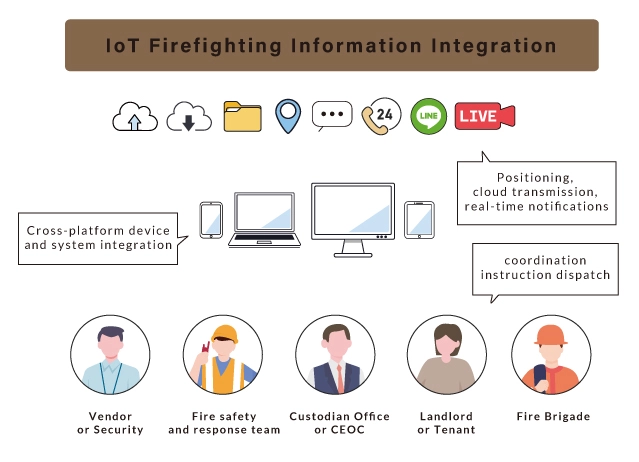 IoT Firefighting Information Integration
24
LINE
LIVE
Positioning,
cloud transmission,
real-time notifications
Cross-platform device
and system integration
coordination
instruction dispatch
Vendor
or Security
Fire safety
and response team
Custodian Office
or CEOC
Landlord
or Tenant
Fire Brigade